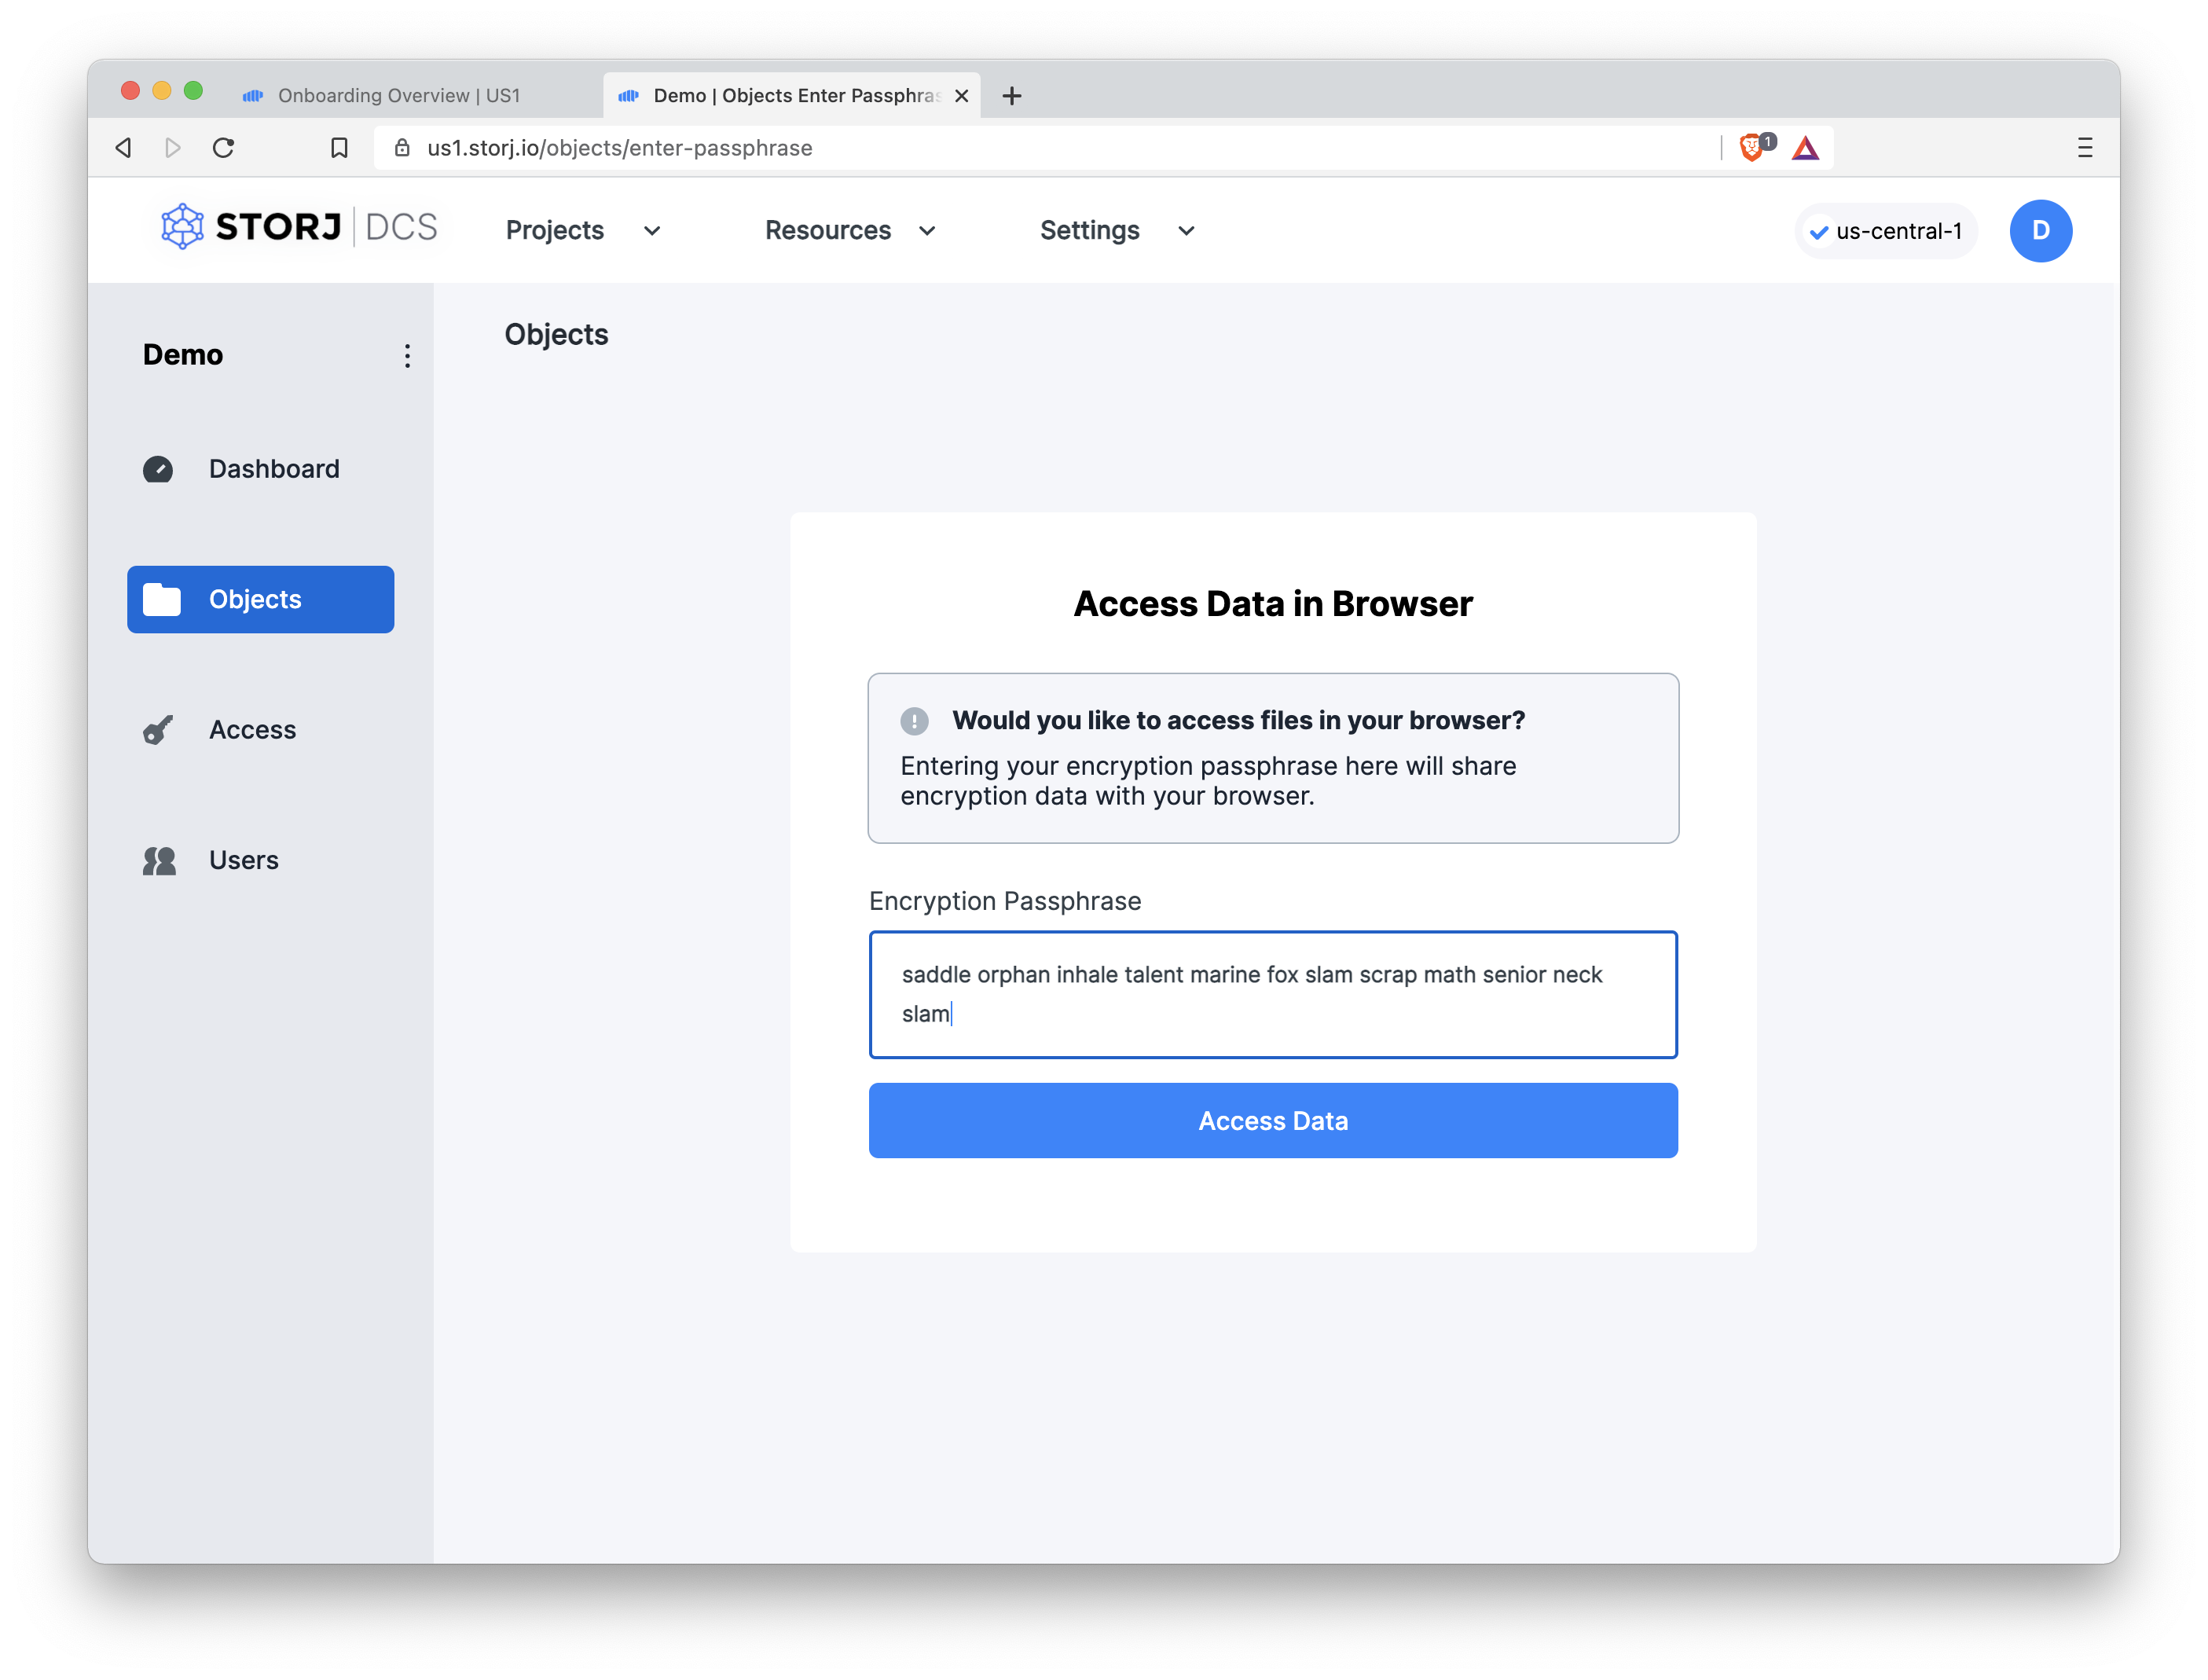 Onboarding Overview | US1
Demo | Objects Enter Passphras
us1.storj.io/objects/enter-passphrase
1
STORJ | DCS
Projects
Resources
Settings
us-central-1
D
Demo
Objects
Dashboard
Objects
Access
Users
Access Data in Browser
Would you like to access files in your browser?
Entering your encryption passphrase here will share
encryption data with your browser.
Encryption Passphrase
saddle orphan inhale talent marine fox slam scrap math senior neck
slam
Access Data